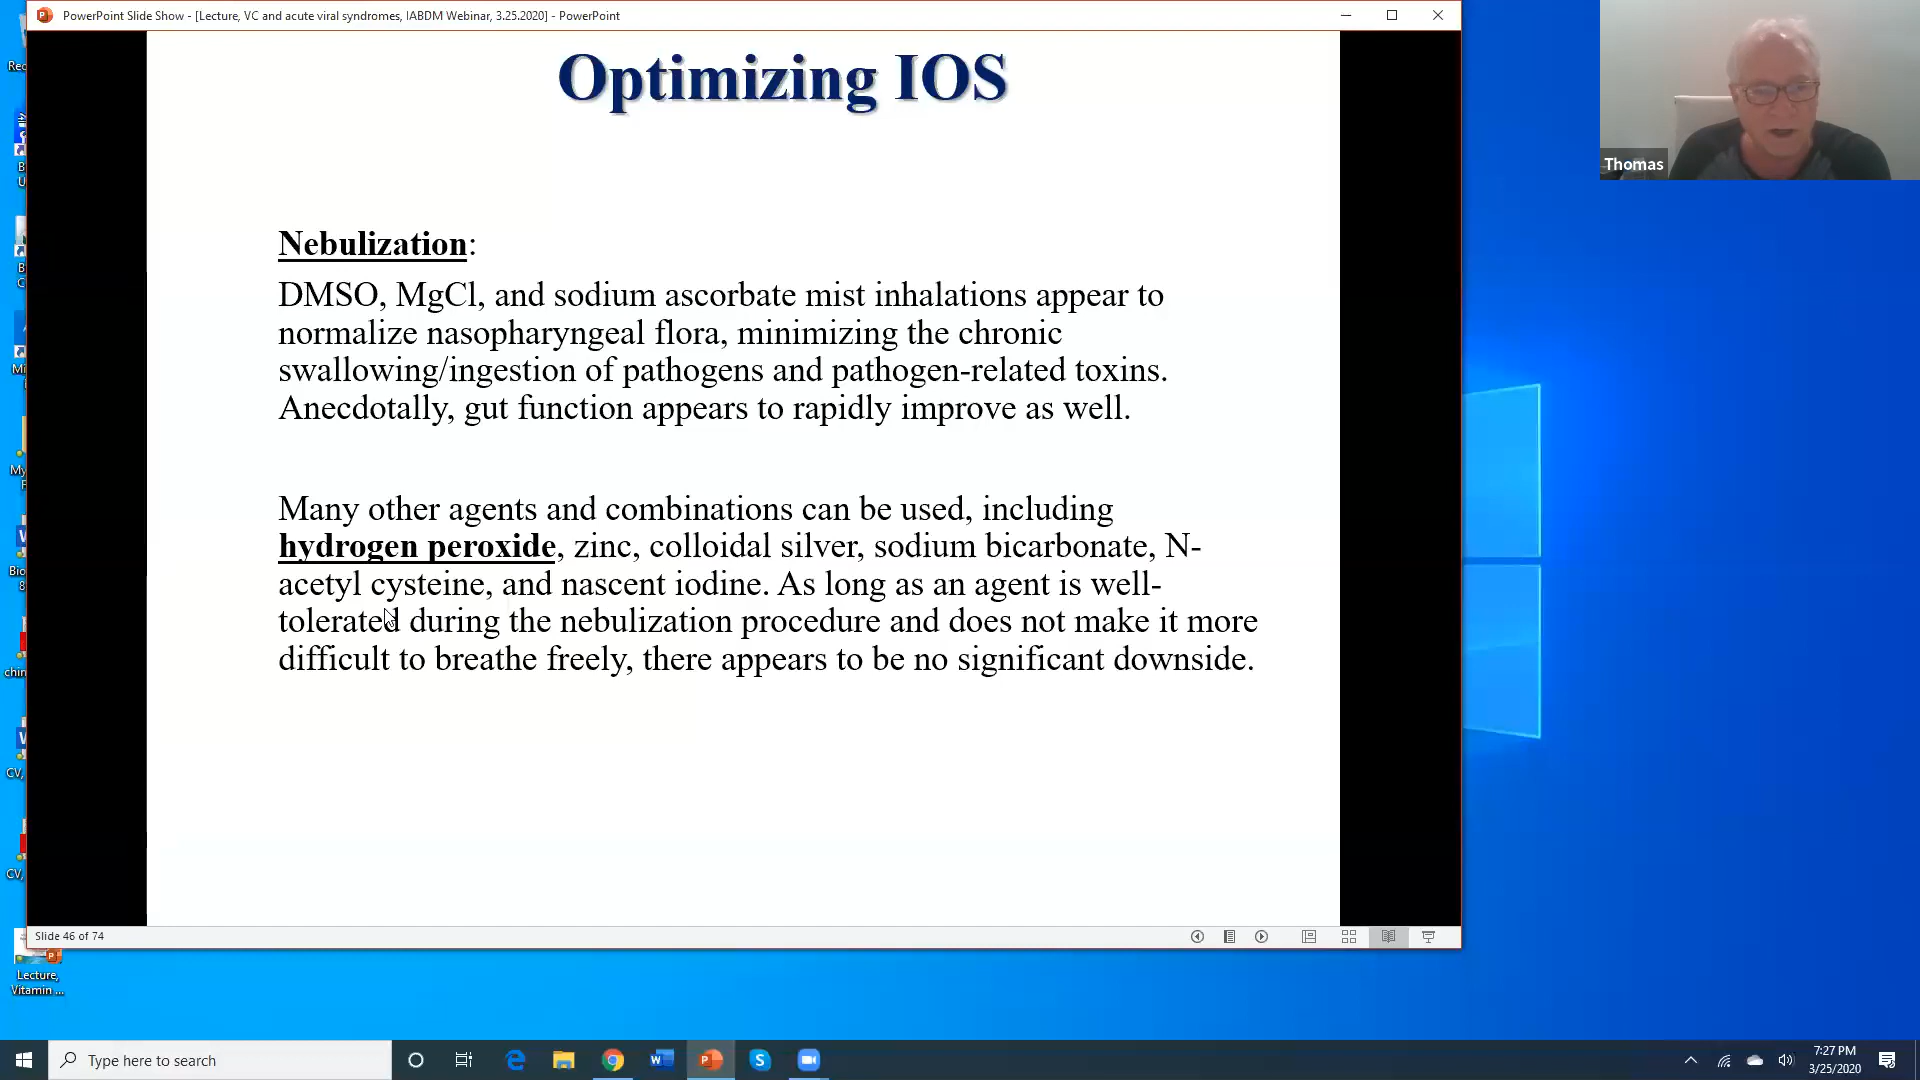 PowerPoint Slide Show - [Lecture, VC and acute viral syndromes, IABDM Webinar, 3.25.2020] - PowerPoint
Thomas
Optimizing IOS
Nebulization:
DMSO, MgCl, and sodium ascorbate mist inhalations appear to
normalize nasopharyngeal flora, minimizing the chronic
swallowing/ingestion of pathogens and pathogen-related toxins.
Anecdotally, gut function appears to rapidly improve as well.
Many other agents and combinations can be used, including
hydrogen peroxide, zinc, colloidal silver, sodium bicarbonate, N-
acetyl cysteine, and nascent iodine. As long as an agent is well-
tolerated during the nebulization procedure and does not make it more
difficult to breathe freely, there appears to be no significant downside.
Slide 46 of 74
Lecture,
Vitamin ...
Type here to search
7:27 PM
3/25/2020